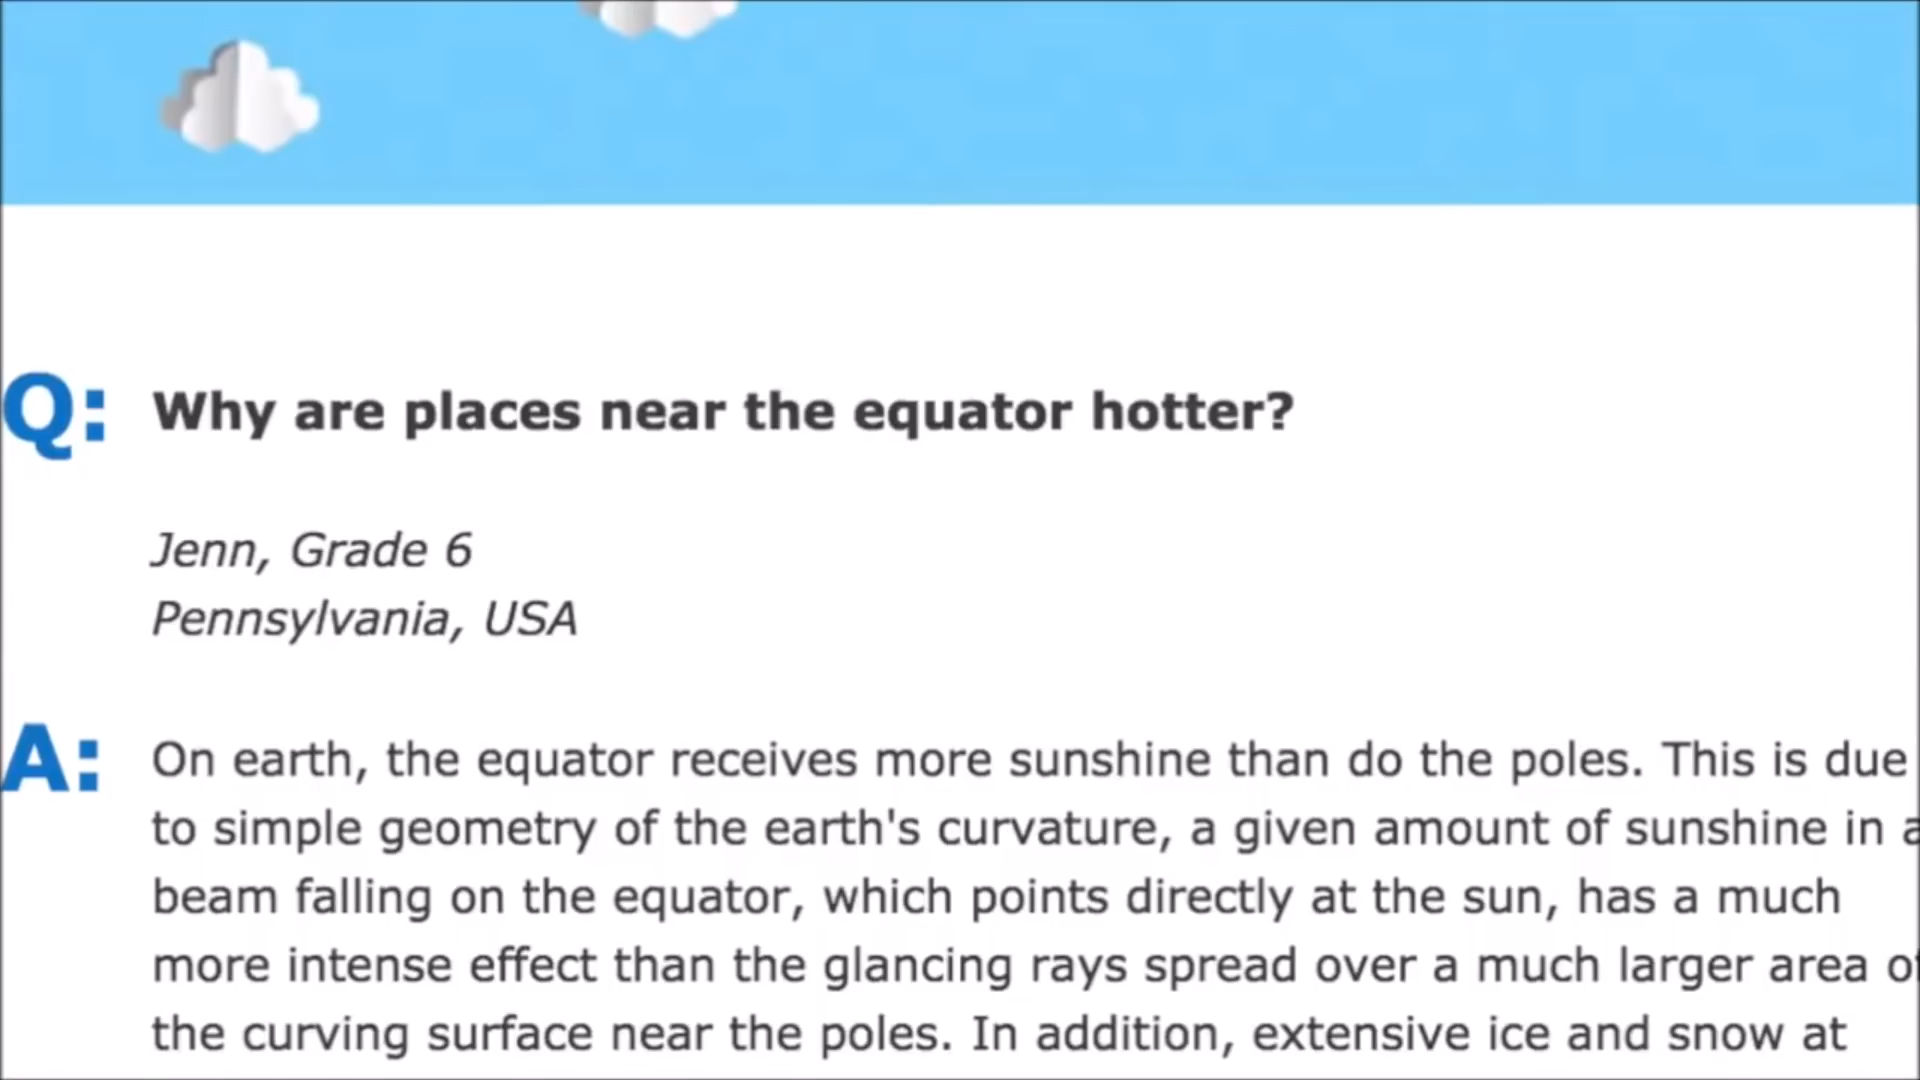 Q: Why are places near the equator hotter?
Jenn, Grade 6
Pennsylvania, USA
A: On earth, the equator receives more sunshine than do the poles. This is due
to simple geometry of the earth's curvature, a given amount of sunshine in a
beam falling on the equator, which points directly at the sun, has a much
more intense effect than the glancing rays spread over a much larger area of
the curving surface near the poles. In addition, extensive ice and snow at